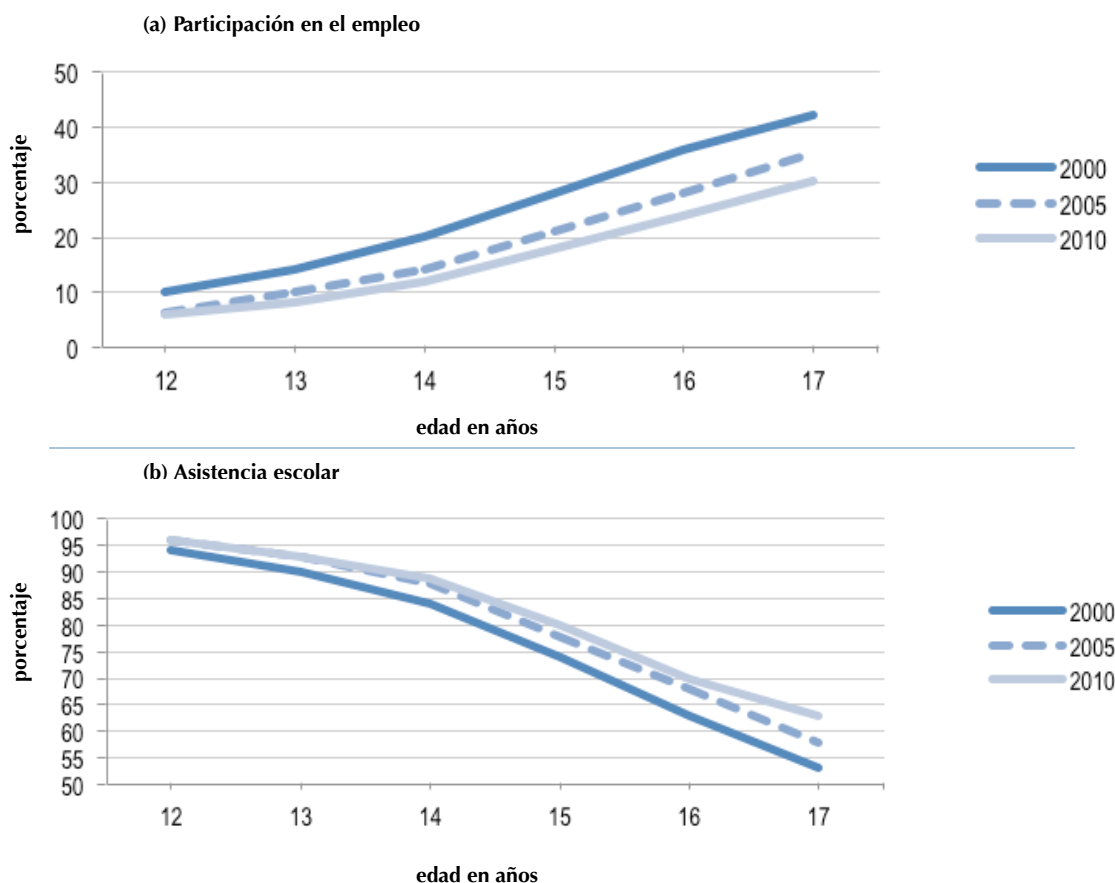 (a) Participación en el empleo
50
40
30
20
10
0
porcentaje
12 13 14 15 16 17
edad en años
2000
2005
2010
(b) Asistencia escolar
100
95
90
85
80
75
70
65
60
55
50
porcentaje
12 13 14 15 16 17
edad en años
2000
2005
2010